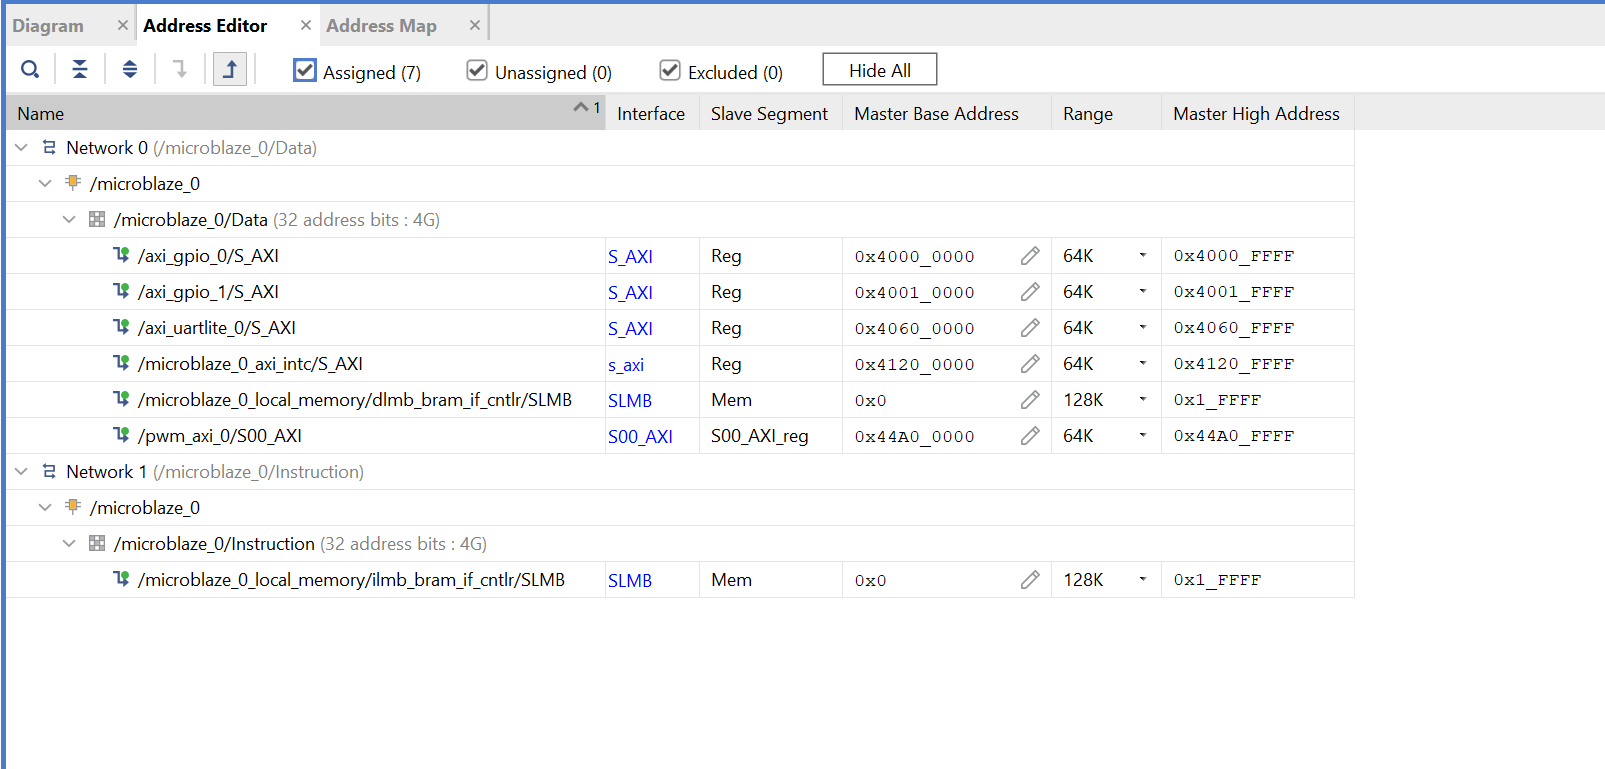 Diagram Address Editor Address Map
Assigned (7) Unassigned (0) Excluded (0) Hide All
Name 1 Interface Slave Segment Master Base Address Range Master High Address
Network 0 (/microblaze_0/Data)
/microblaze_0
/microblaze_0/Data (32 address bits : 4G)
/axi_gpio_0/S_AXI S_AXI Reg 0x4000_0000 64K 0x4000_FFFF
/axi_gpio_1/S_AXI S_AXI Reg 0x4001_0000 64K 0x4001_FFFF
/axi_uartlite_0/S_AXI S_AXI Reg 0x4060_0000 64K 0x4060_FFFF
/microblaze_0_axi_intc/S_AXI s_axi Reg 0x4120_0000 64K 0x4120_FFFF
/microblaze_0_local_memory/dlmb_bram_if_cntlr/SLMB SLMB Mem 0x0 128K 0x1_FFFF
/pwm_axi_0/S00_AXI S00_AXI S00_AXI_reg 0x44A0_0000 64K 0x44A0_FFFF
Network 1 (/microblaze_0/Instruction)
/microblaze_0
/microblaze_0/Instruction (32 address bits : 4G)
/microblaze_0_local_memory/ilmb_bram_if_cntlr/SLMB SLMB Mem 0x0 128K 0x1_FFFF